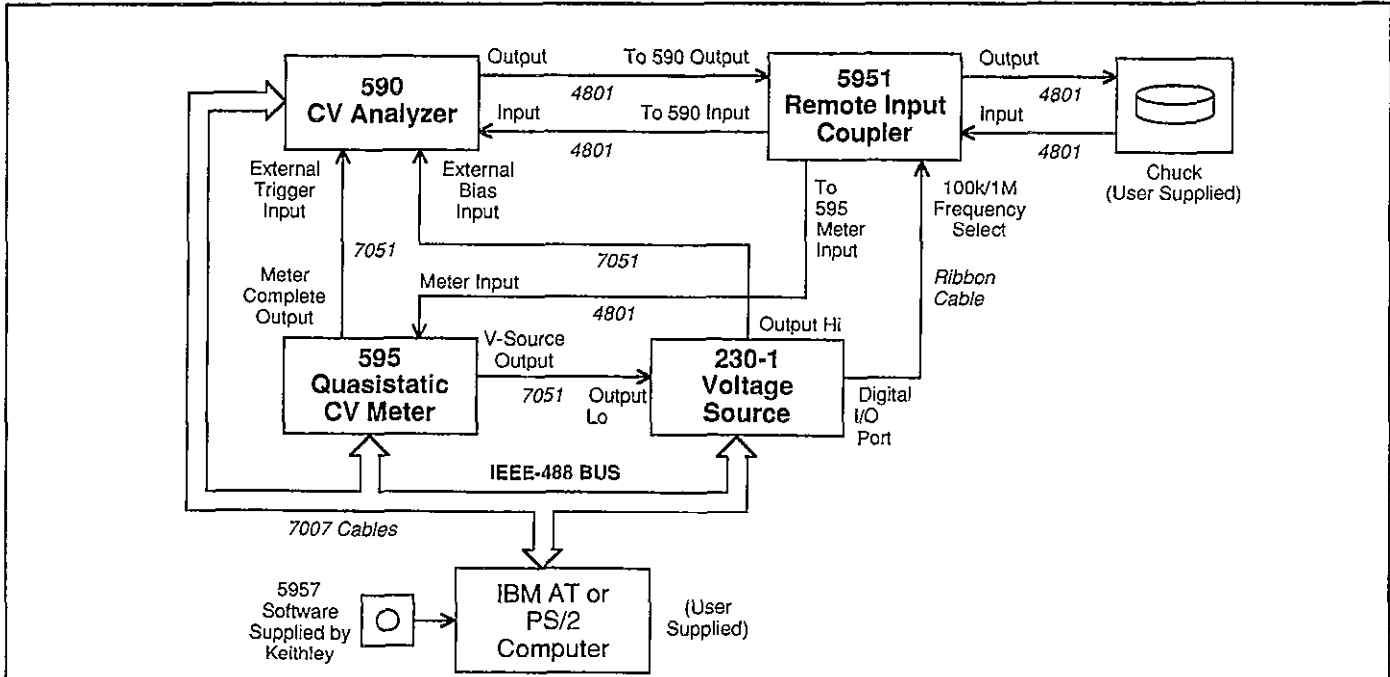 590
CV Analyzer
Output
To 590 Output
4801
Input
To 590 Input
4801
5951
Remote Input
Coupler
Output
4801
Input
4801
Chuck
(User Supplied)
External
Trigger
Input
External
Bias
Input
To
595
Meter
Input
100k/1M
Frequency
Select
7051
7051
Ribbon
Cable
Meter
Complete
Output
Meter Input
4801
Output Hi
595
Quasistatic
CV Meter
V-Source
Output
7051
Output
Lo
230-1
Voltage
Source
Digital
I/O
Port
IEEE-488 BUS
7007 Cables
5957
Software
Supplied by
Keithley
IBM AT or
PS/2
Computer
(User
Supplied)